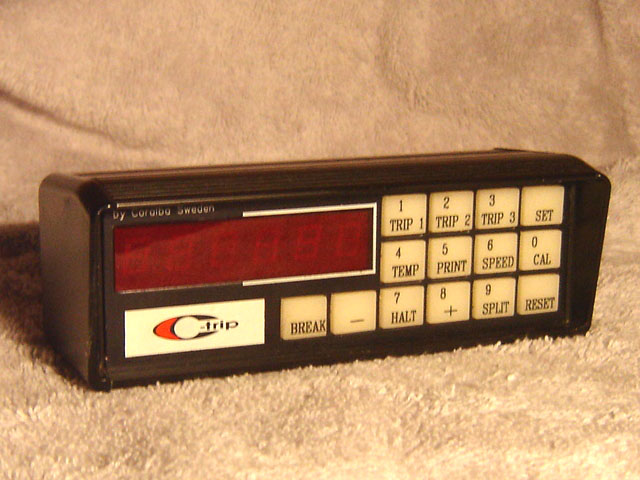 by Coralba Sweden
1
TRIP 1
2
TRIP 2
3
TRIP 3
SET
4
TEMP
5
PRINT
6
SPEED
0
CAL
C-trip
BREAK
—
7
HALT
8
+
9
SPLIT
RESET